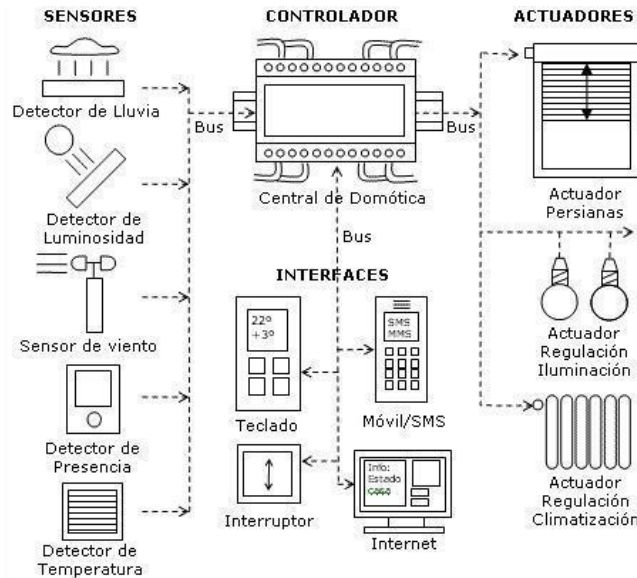 SENSORES
CONTROLADOR
ACTUADORES
Detector de Lluvia
Bus
Bus
Central de Domótica
Actuador
Persianas
Detector de
Luminosidad
Bus
INTERFACES
Sensor de viento
22º
+3º
SMS
MMS
Actuador
Regulación
Iluminación
Teclado
Móvil/SMS
Detector de
Presencia
Info:
Estado
Interruptor
Internet
Actuador
Regulación
Climatización
Detector de
Temperatura